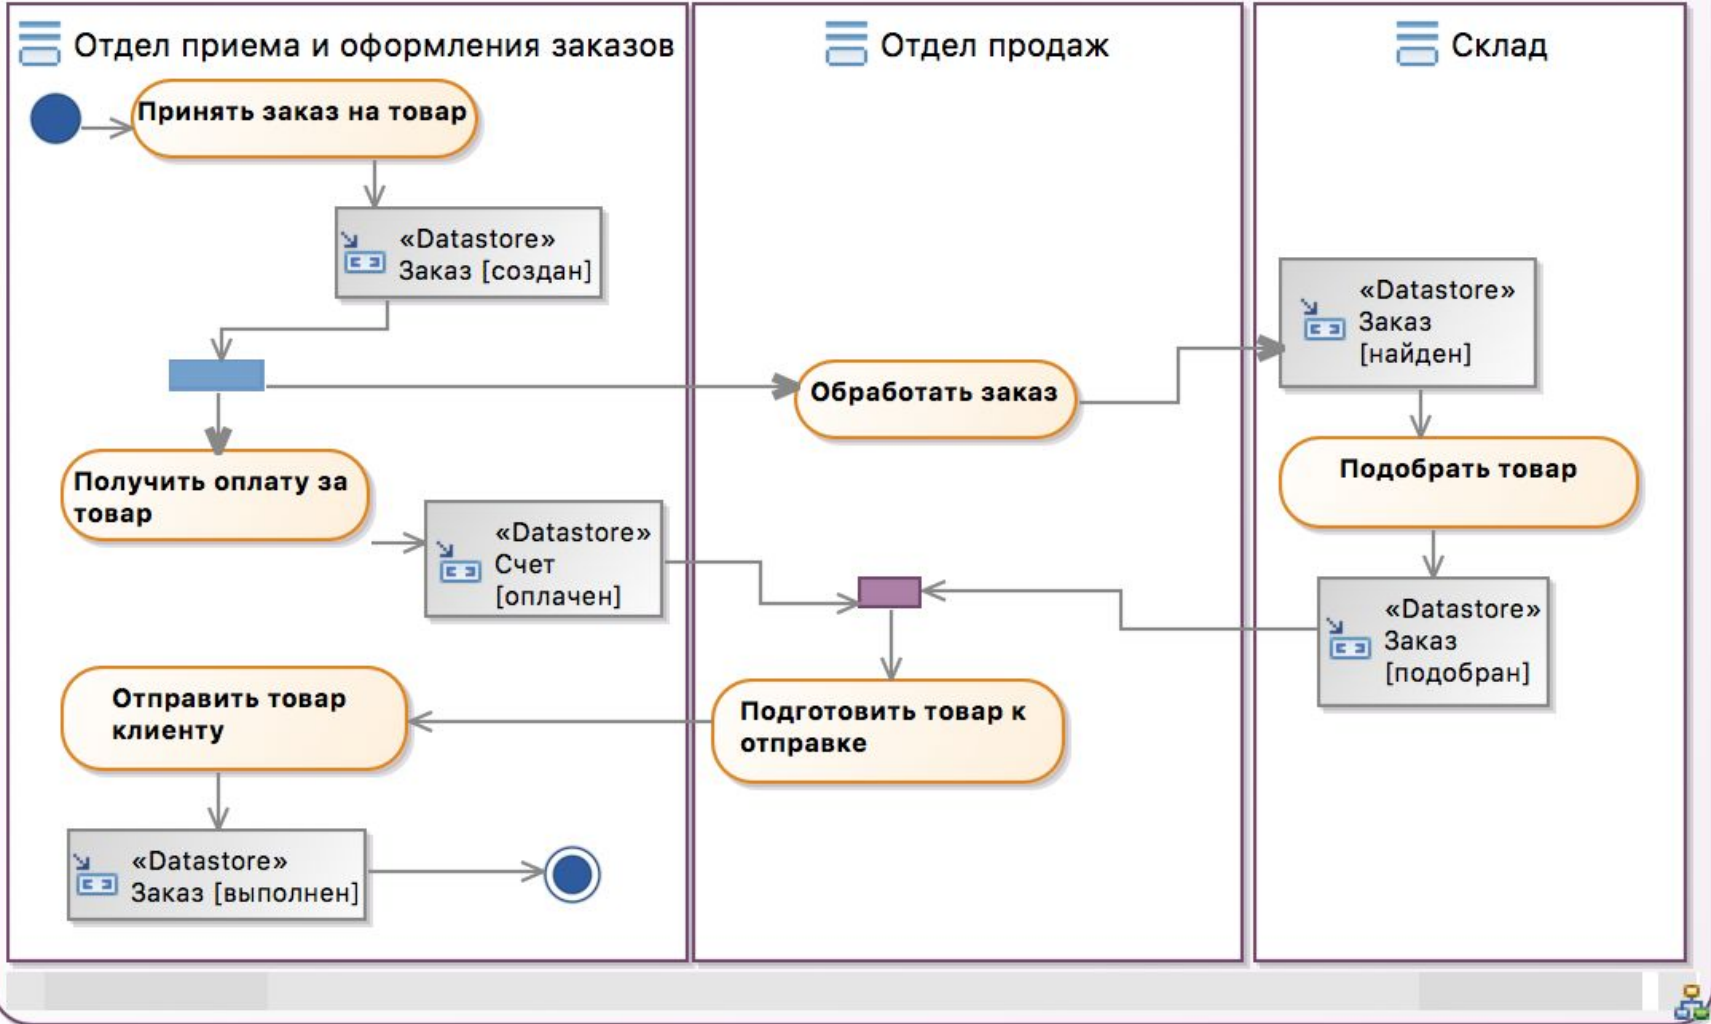 Отдел приема и оформления заказов
Отдел продаж
Склад
Принять заказ на товар
«Datastore»
Заказ [создан]
«Datastore»
Заказ
[найден]
Обработать заказ
Подобрать товар
Получить оплату за
товар
«Datastore»
Счет
[оплачен]
«Datastore»
Заказ
[подобран]
Отправить товар
клиенту
Подготовить товар к
отправке
«Datastore»
Заказ [выполнен]